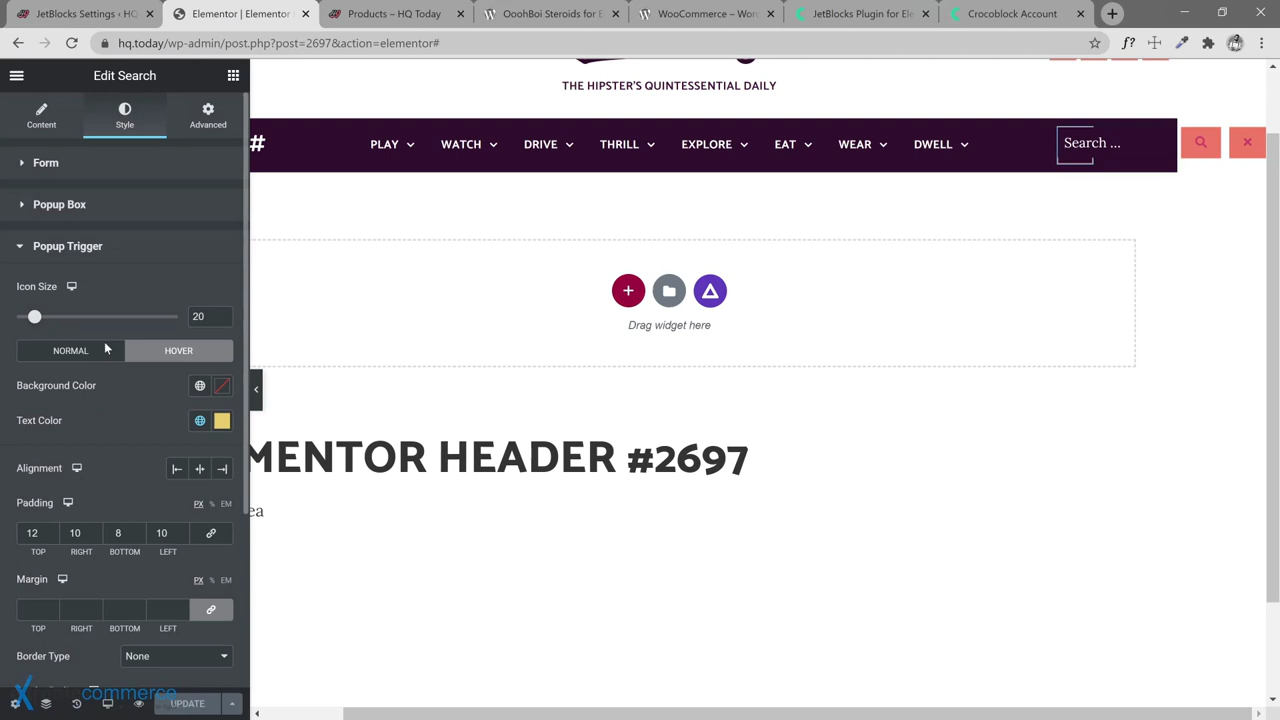 JetBlocks Settings ‹ HQ
Elementor
Products – HQ Today
OoohBoi Steroids for E
WooCommerce – Wor
JetBlocks Plugin for Ele
Crocoblock Account
hq.today/wp-admin/post.php?post=2697&action=elementor#
Edit Search
THE HIPSTER'S QUINTESSENTIAL DAILY
Content
Style
Advanced
#
PLAY
WATCH
DRIVE
THRILL
EXPLORE
EAT
WEAR
DWELL
Search ...
Form
Popup Box
Popup Trigger
Icon Size
20
Drag widget here
NORMAL
HOVER
Background Color
Text Color
MENTOR HEADER #2697
Alignment
Padding
PX % EM
ea
12 10 8 10
TOP RIGHT BOTTOM LEFT
Margin
PX % EM
TOP RIGHT BOTTOM LEFT
Border Type
None
commerce
UPDATE